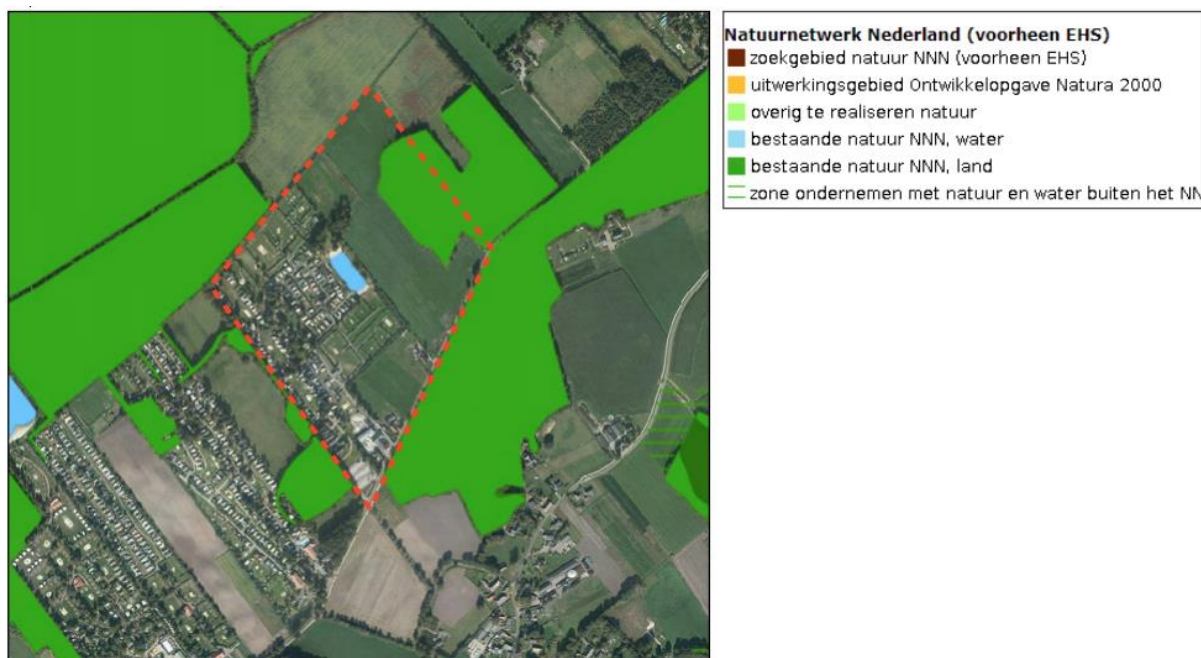 Natuurnetwerk Nederland (voorheen EHS)
zoekgebied natuur NNN (voorheen EHS)
uitwerkingsgebied Ontwikkelopgave Natura 2000
overig te realiseren natuur
bestaande natuur NNN, water
bestaande natuur NNN, land
zone ondernemen met natuur en water buiten het NN